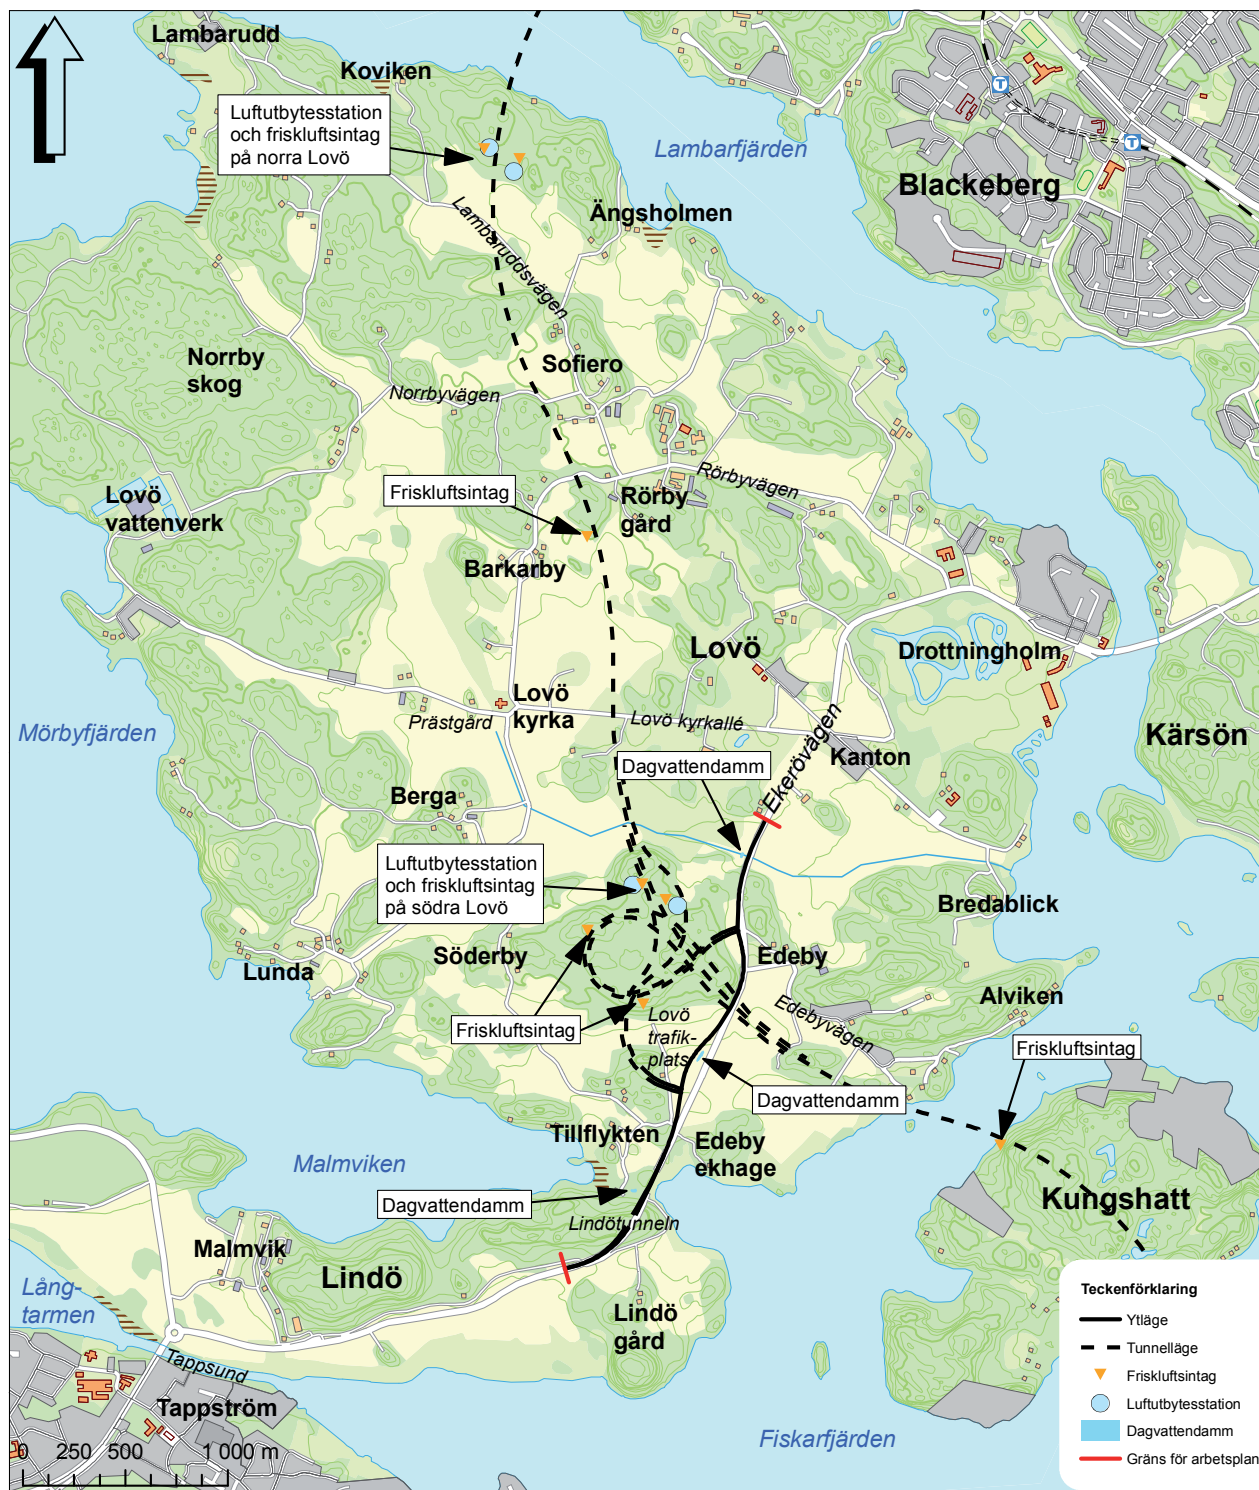 Lambarudd
Koviken
Luftutbytesstation
och friskluftsintag
på norra Lovö
Lambarfjärden
T
T
Blackeberg
Ängsholmen
Lambaruddsvägen
Norrby
skog
Sofiero
Norrbyvägen
Friskluftsintag
Rörbyvägen
Rörby
gård
Lovö
vattenverk
Barkarby
Lovö
Drottningholm
Lovö
kyrka
Prästgård
Lovö kyrkallé
Mörbyfjärden
Kärsön
Dagvattendamm
Ekerövägen
Kanton
Berga
Luftutbytesstation
och friskluftsintag
på södra Lovö
Bredablick
Söderby
Edeby
Lunda
Alviken
Friskluftsintag
Lovö
trafik-
plats
Edebyvägen
Friskluftsintag
Dagvattendamm
Tillflykten
Edeby
ekhage
Malmviken
Dagvattendamm
Kungshatt
Lindötunneln
Malmvik
Lindö
Lång-
tarmen
Lindö
gård
Tappsund
Tappström
Fiskarfjärden
0 250 500 1 000 m
Teckenförklaring
Ytläge
Tunnelläge
Friskluftsintag
Luftutbytesstation
Dagvattendamm
Gräns för arbetsplan